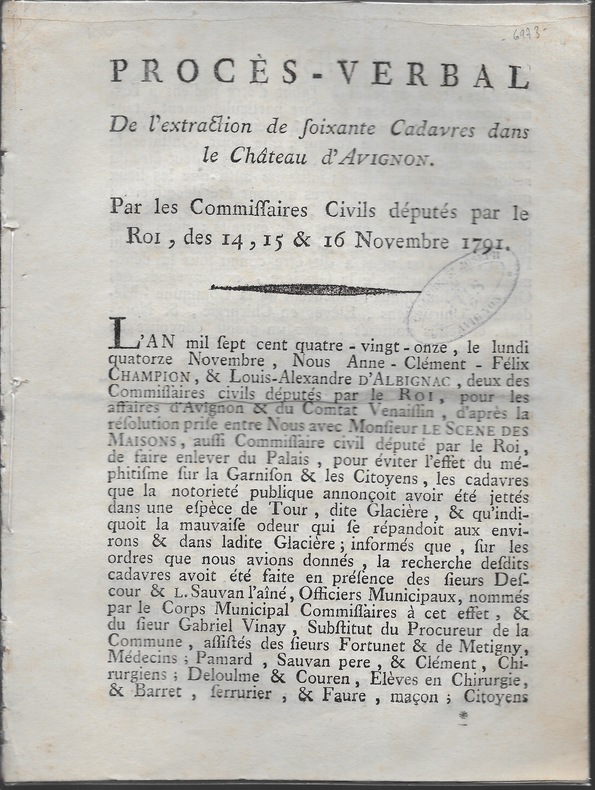 6973
PROCÈS-VERBAL
De l'extraction de ſoixante Cadavres dans
le Château d'AVIGNON.
Par les Commiſſaires Civils députés par le
ROI, des 14, 15 & 16 Novembre 1791.
L'AN mil ſept cent quatre-vingt-onze, le lundi
quatorze Novembre, Nous Anne-Clément-Félix
CHAMPION, & Louis-Alexandre D'ALBIGNAC, deux des
Commiſſaires civils députés par le ROI, pour les
affaires d'Avignon & du Comtat Venaiſſin, d'après la
réſolution priſe entre Nous avec Monſieur LE SCENE DES
MAISONS, auſſi Commiſſaire civil député par le Roi,
de faire enlever du Palais, pour éviter l'effet du mé-
phitiſme ſur la Garniſon & les Citoyens, les cadavres
que la notorieté publique annonçoit avoir été jettés
dans une eſpèce de Tour, dite Glacière, & qu'indi-
quoit la mauvaiſe odeur qui ſe répandoit aux envi-
rons & dans ladite Glacière; informés que, ſur les
ordres que nous avions donnés, la recherche deſdits
cadavres avoit été faite en préſence des ſieurs Deſ-
cour & L. Sauvan l'aîné, Officiers Municipaux, nommés
par le Corps Municipal Commiſſaires à cet effet, &
du ſieur Gabriel Vinay, Subſtitut du Procureur de la
Commune, aſſiſtés des ſieurs Fortunet & de Metigny,
Médecins; Pamard, Sauvan pere, & Clément, Chi-
rurgiens; Deloulme & Couren, Elèves en Chirurgie,
& Barret, ſerrurier, & Faure, maçon; Citoyens
*